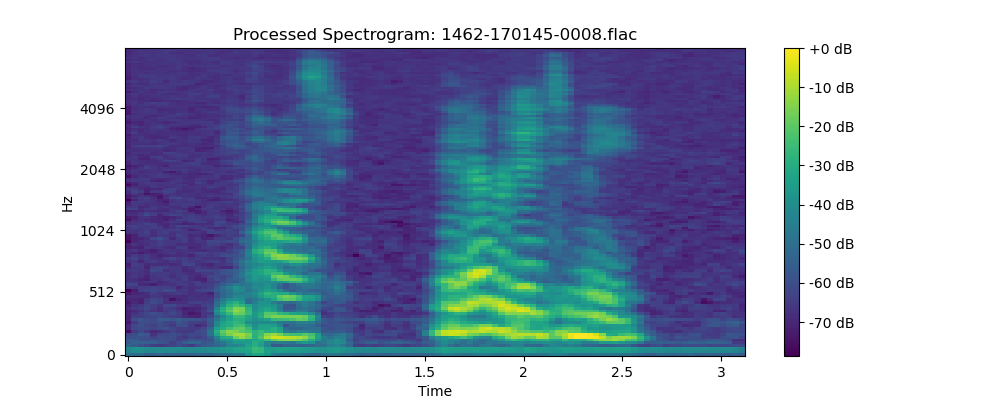 Processed Spectrogram: 1462-170145-0008.flac
Hz
4096
2048
1024
512
0
0
0.5
1
1.5
2
2.5
3
Time
+0 dB
-10 dB
-20 dB
-30 dB
-40 dB
-50 dB
-60 dB
-70 dB